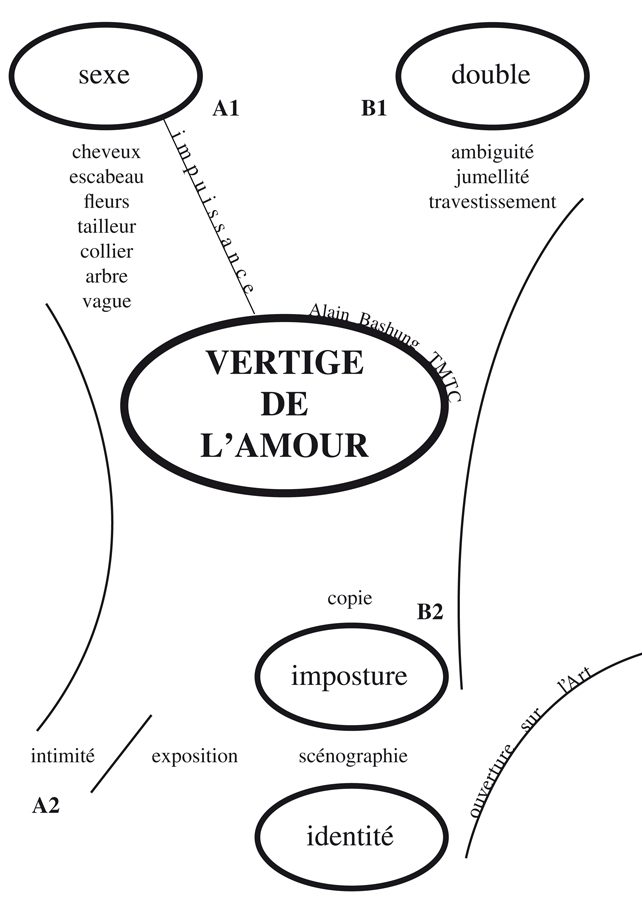 sexe
double
A1
B1
cheveux
escabeau
fleurs
tailleur
collier
arbre
vague
impuissance
ambiguité
jumellité
travestissement
Alain Bashung TMTC
VERTIGE
DE
L’AMOUR
copie
B2
imposture
ouverture sur l’Art
intimité
exposition
scénographie
A2
identité